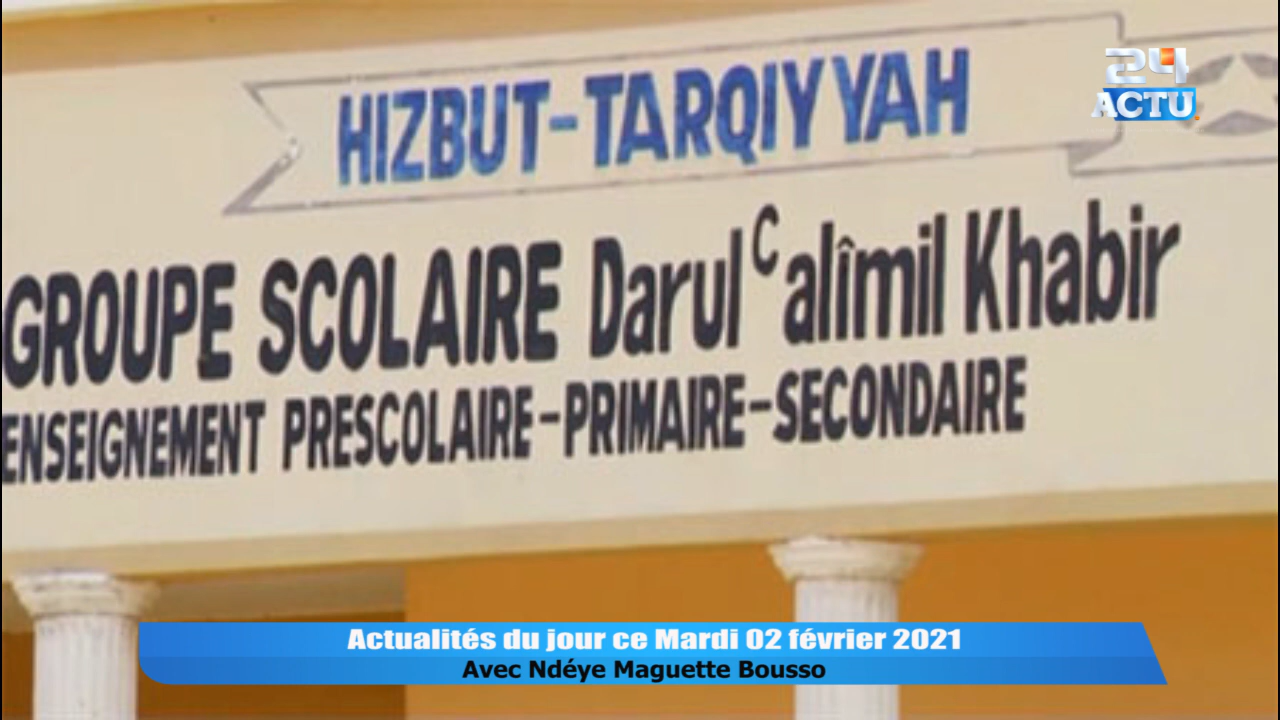 24
ACTU
HIZBUT-TARQIYYAH
GROUPE SCOLAIRE Darul ᶜalîmil Khabir
ENSEIGNEMENT PRESCOLAIRE-PRIMAIRE-SECONDAIRE
Actualités du jour ce Mardi 02 février 2021
Avec Ndéye Maguette Bousso